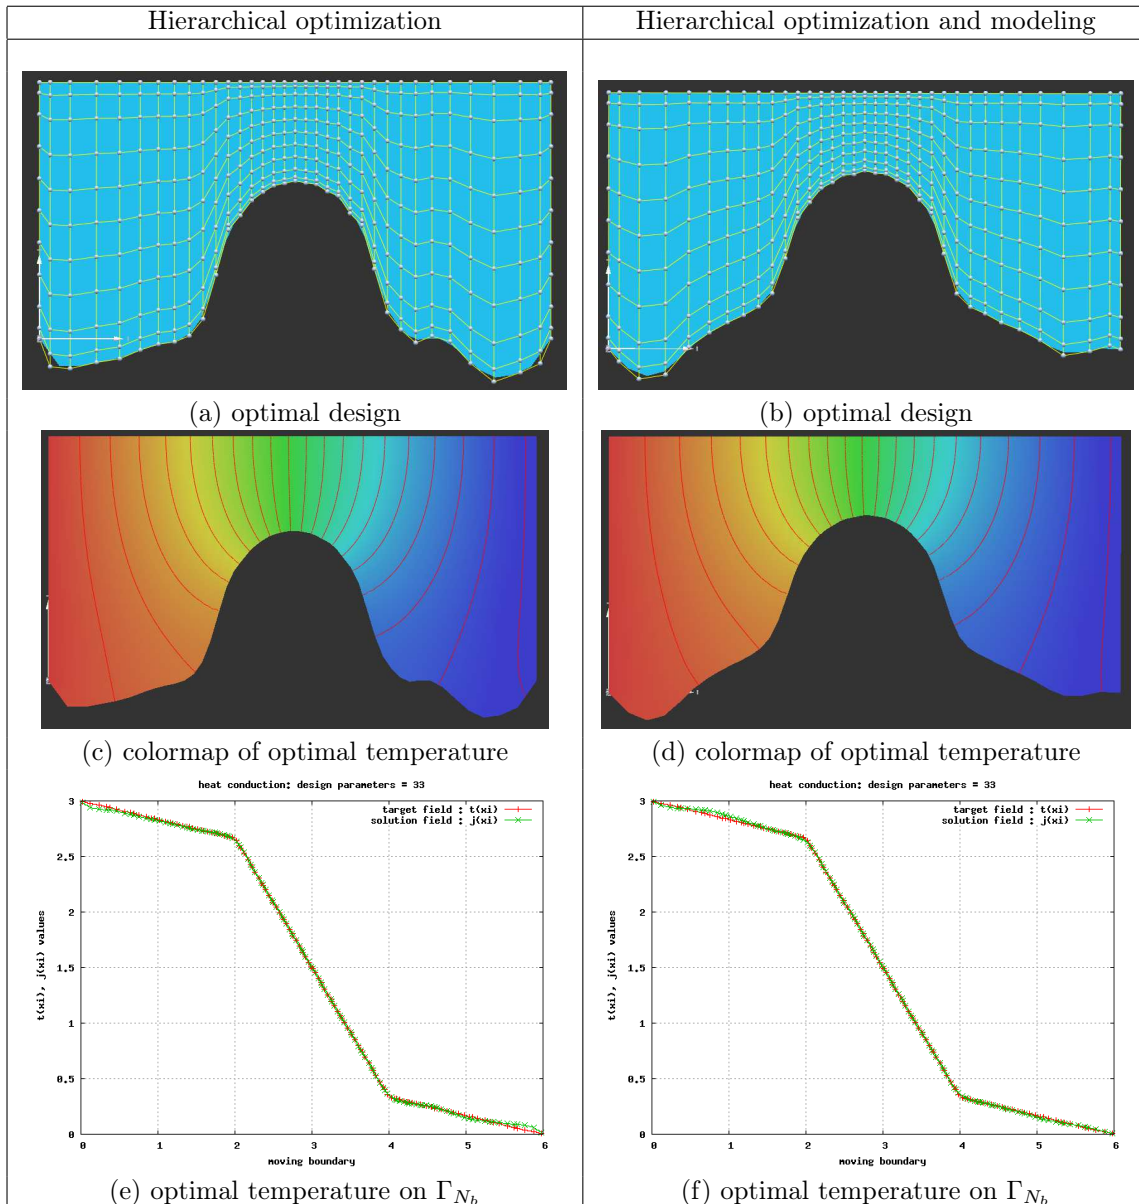 Hierarchical optimization
Hierarchical optimization and modeling
(a) optimal design
(b) optimal design
(c) colormap of optimal temperature
(d) colormap of optimal temperature
heat conduction: design parameters = 33
target field : t(xi)
solution field : j(xi)
t(xi), j(xi) values
3
2.5
2
1.5
1
0.5
0
0 1 2 3 4 5 6
moving boundary
heat conduction: design parameters = 33
target field : t(xi)
solution field : j(xi)
t(xi), j(xi) values
3
2.5
2
1.5
1
0.5
0
0 1 2 3 4 5 6
moving boundary
(e) optimal temperature on Γ_{N_b}
(f) optimal temperature on Γ_{N_b}